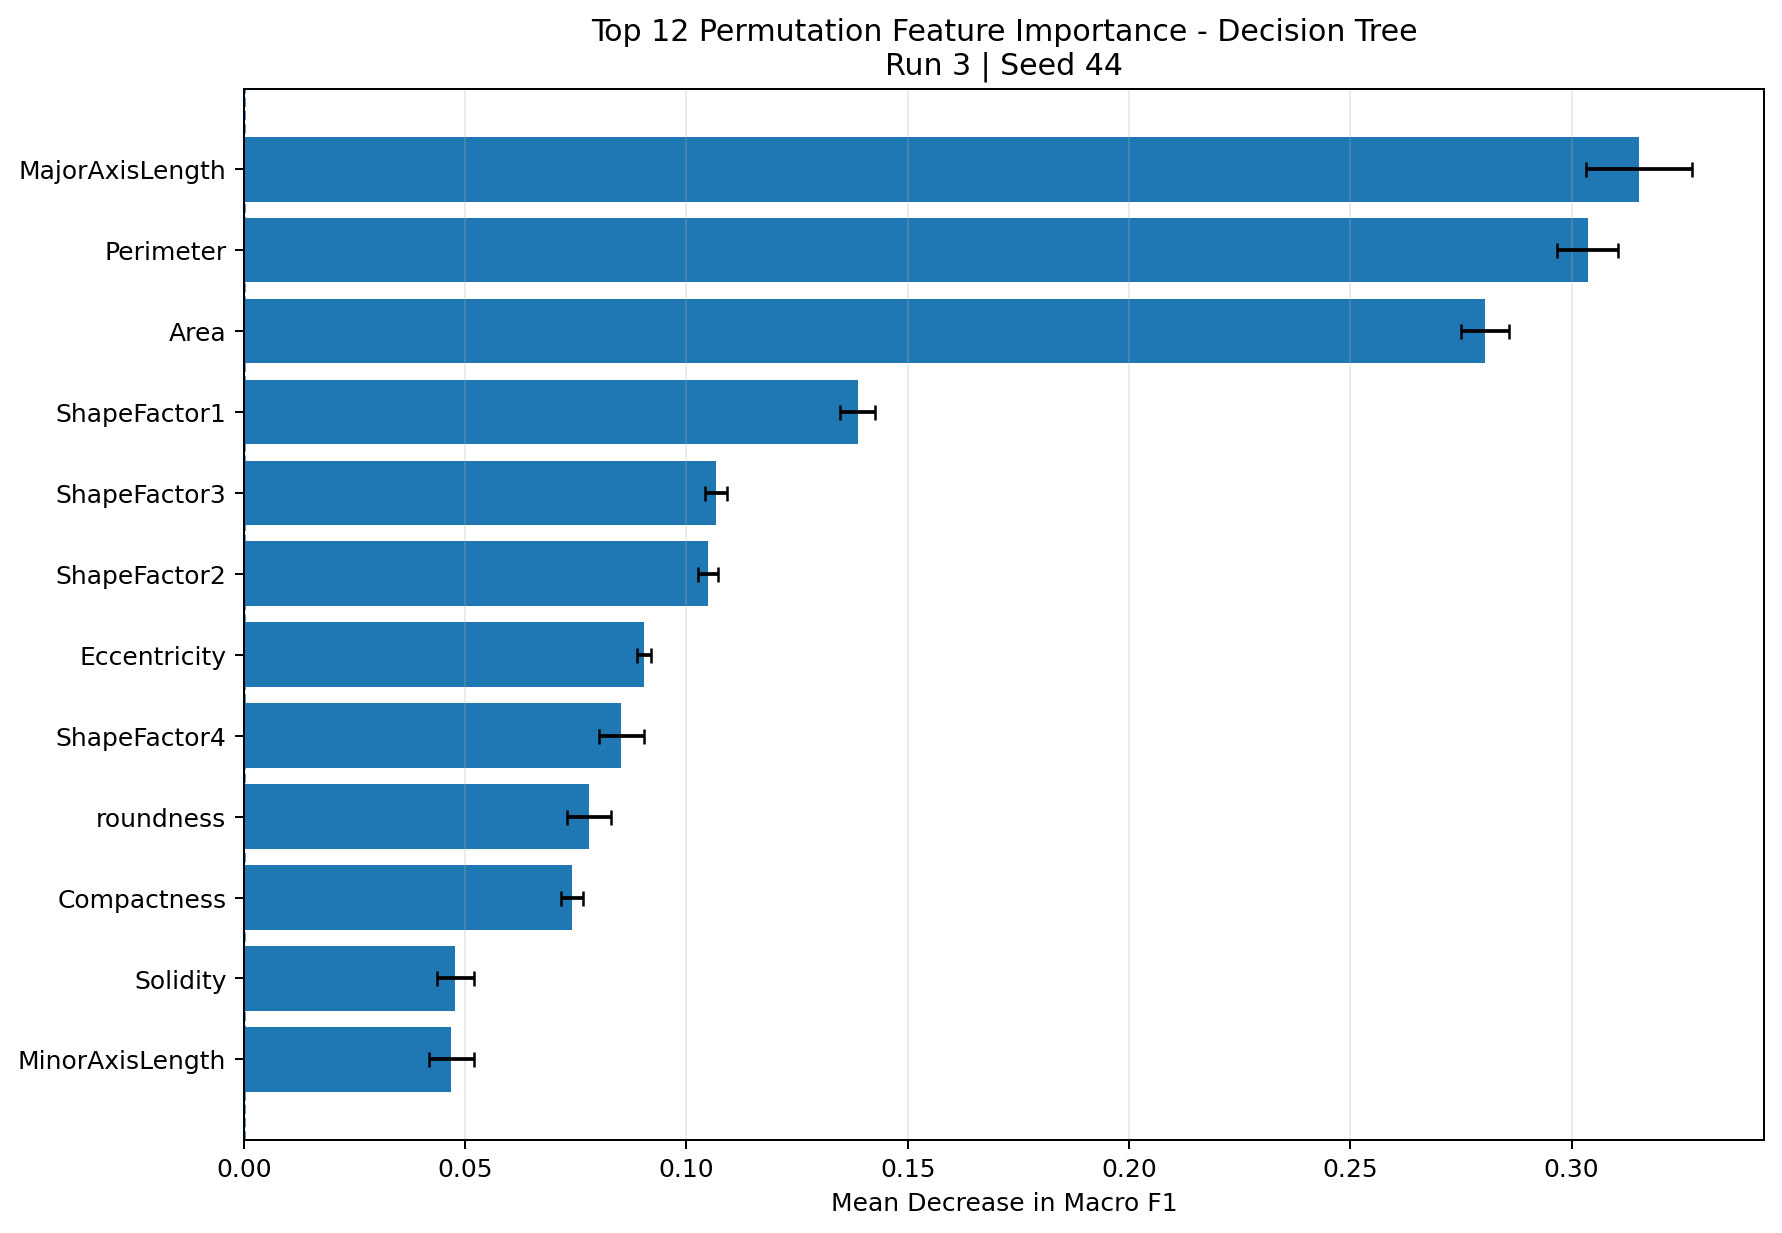 Top 12 Permutation Feature Importance - Decision Tree
Run 3 | Seed 44
MajorAxisLength
Perimeter
Area
ShapeFactor1
ShapeFactor3
ShapeFactor2
Eccentricity
ShapeFactor4
roundness
Compactness
Solidity
MinorAxisLength
0.00 0.05 0.10 0.15 0.20 0.25 0.30
Mean Decrease in Macro F1